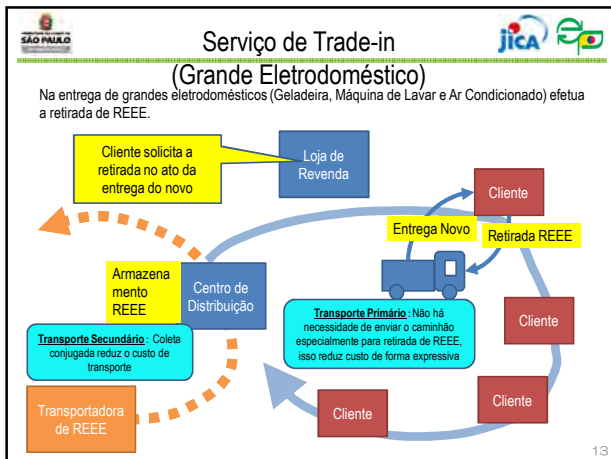 SÃO PAULO
Serviço de Trade-in
(Grande Eletrodoméstico)
jica
Na entrega de grandes eletrodomésticos (Geladeira, Máquina de Lavar e Ar Condicionado) efetua
a retirada de REEE.
Cliente solicita a
retirada no ato da
entrega do novo
Loja de
Revenda
Cliente
Entrega Novo
Retirada REEE
Armazena
mento
REEE
Centro de
Distribuição
Transporte Primário: Não há
necessidade de enviar o caminhão
especialmente para retirada de REEE,
isso reduz custo de forma expressiva
Cliente
Transporte Secundário: Coleta
conjugada reduz o custo de
transporte
Transportadora
de REEE
Cliente
Cliente
13